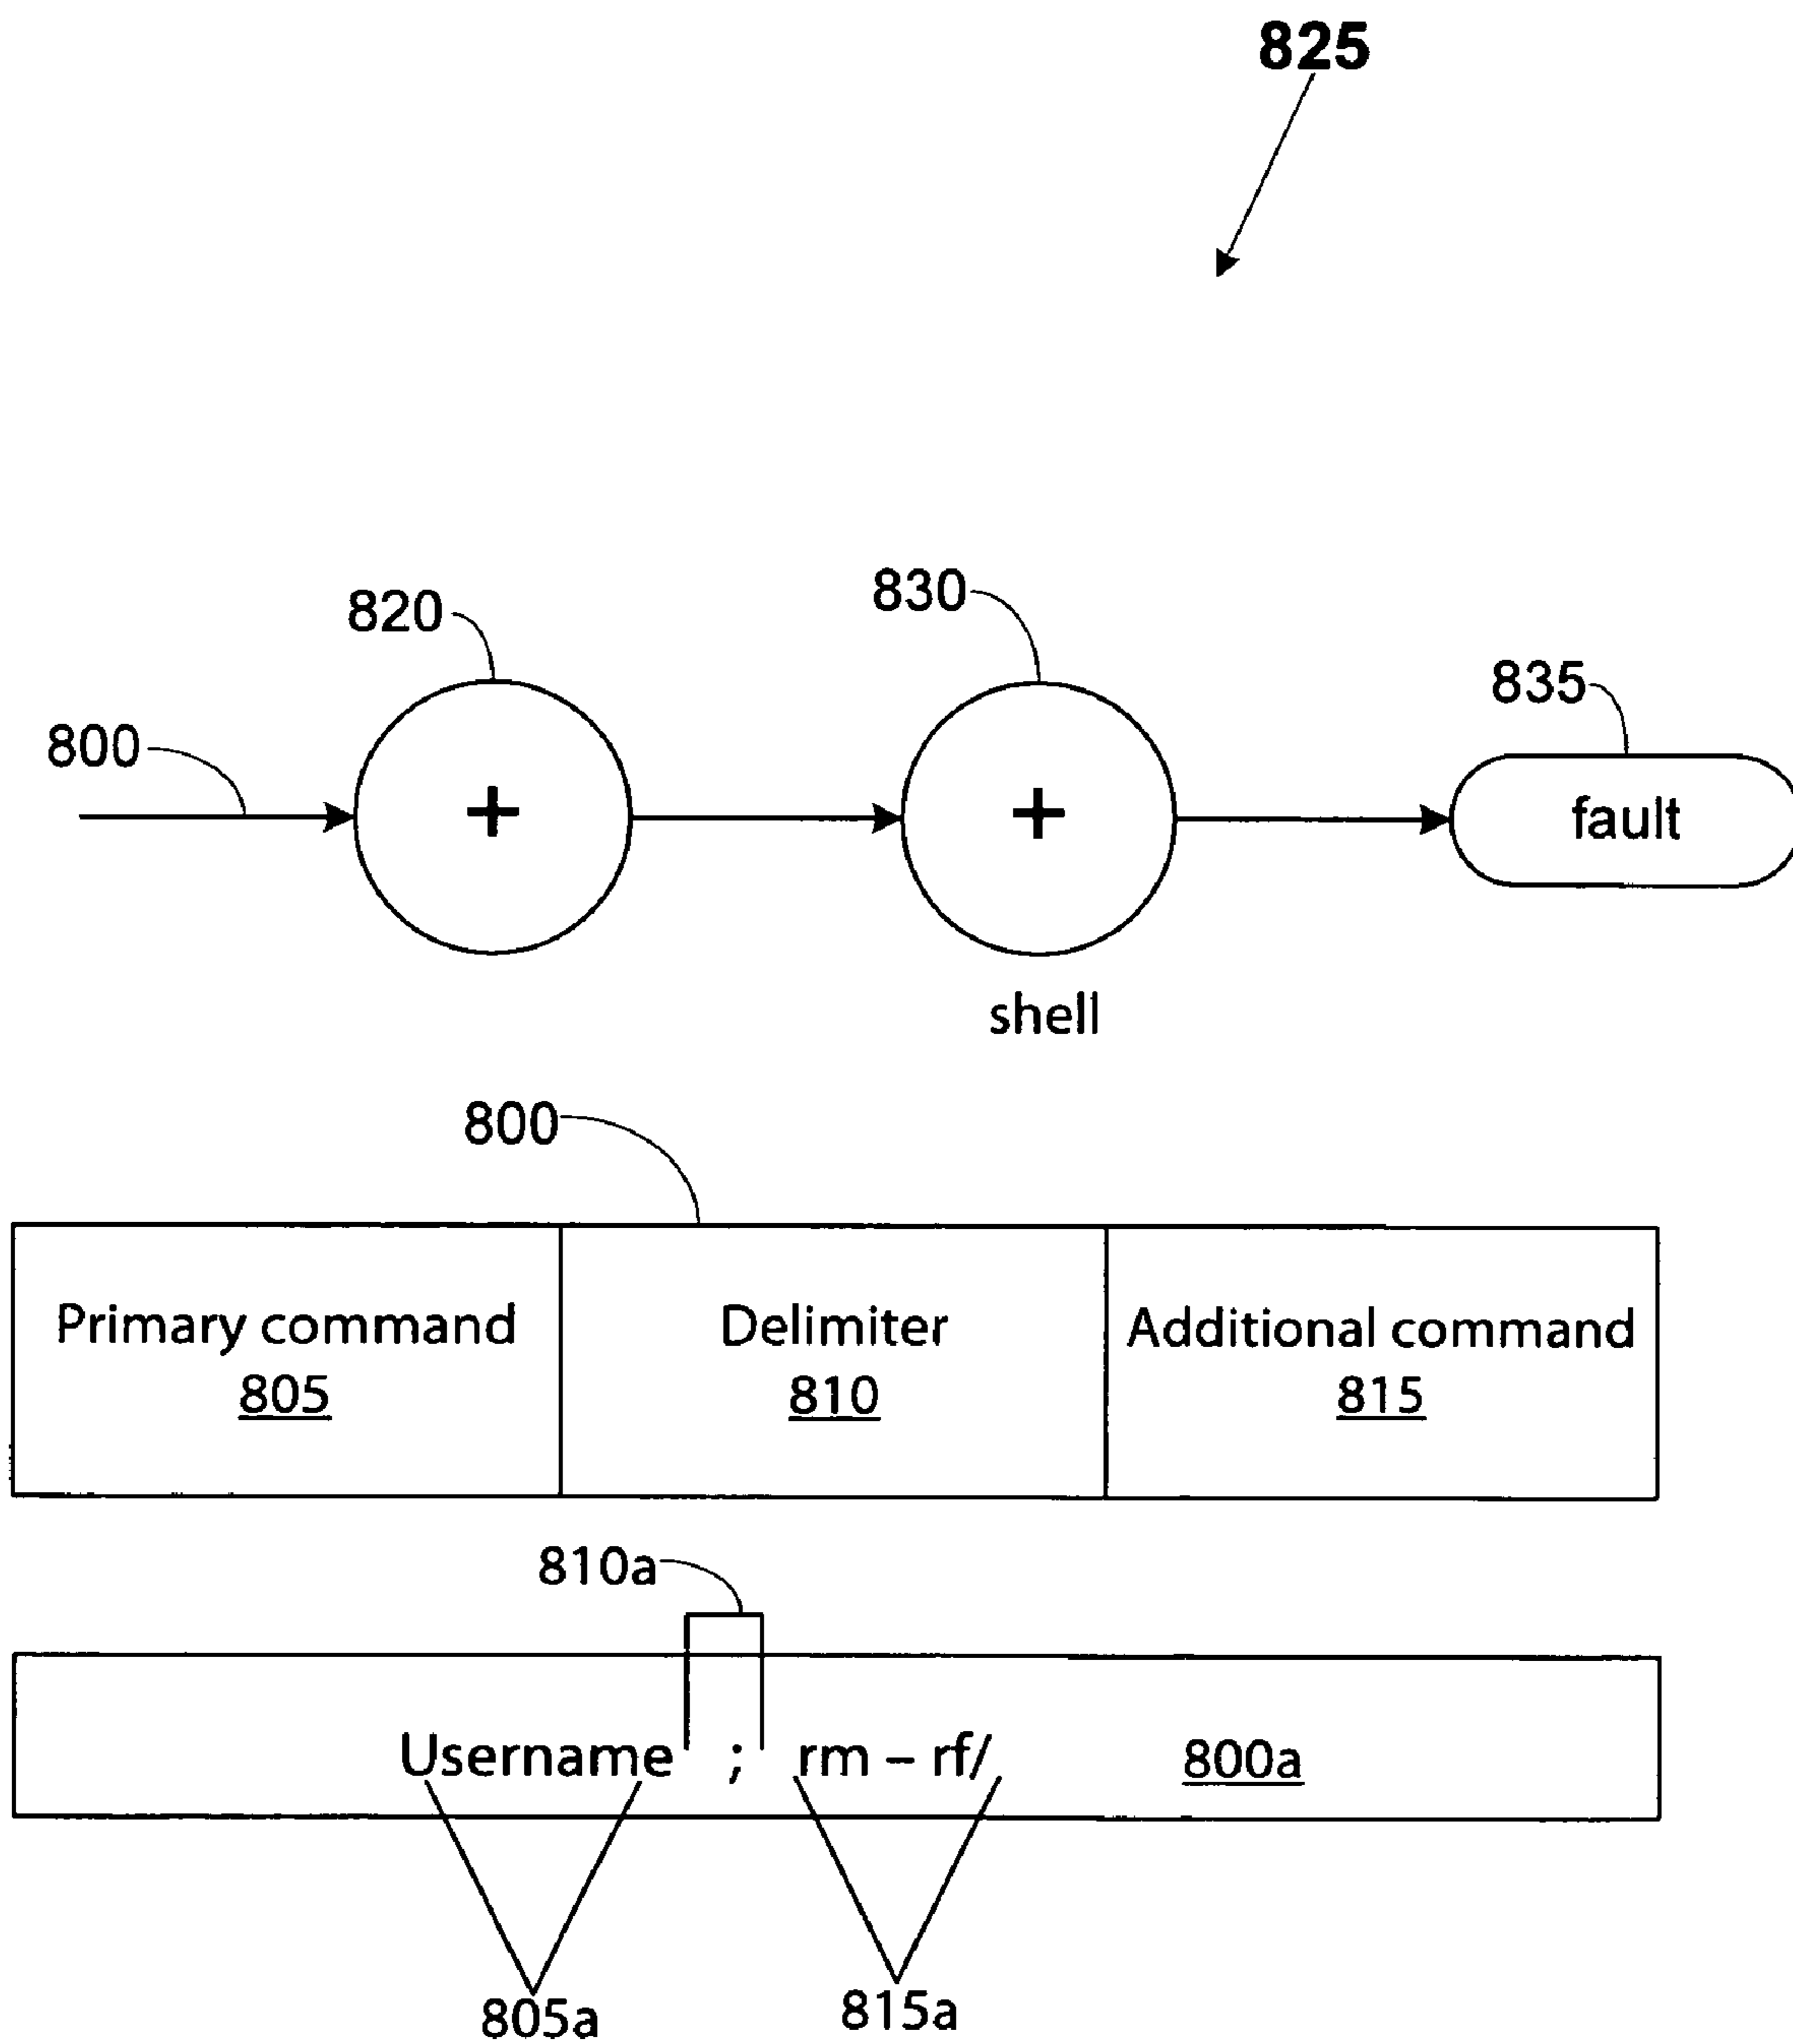 825
820
830
835
800
+
+
fault
shell
800
Primary command
805
Delimiter
810
Additional command
815
810a
Username ; rm – rf/
800a
805a
815a